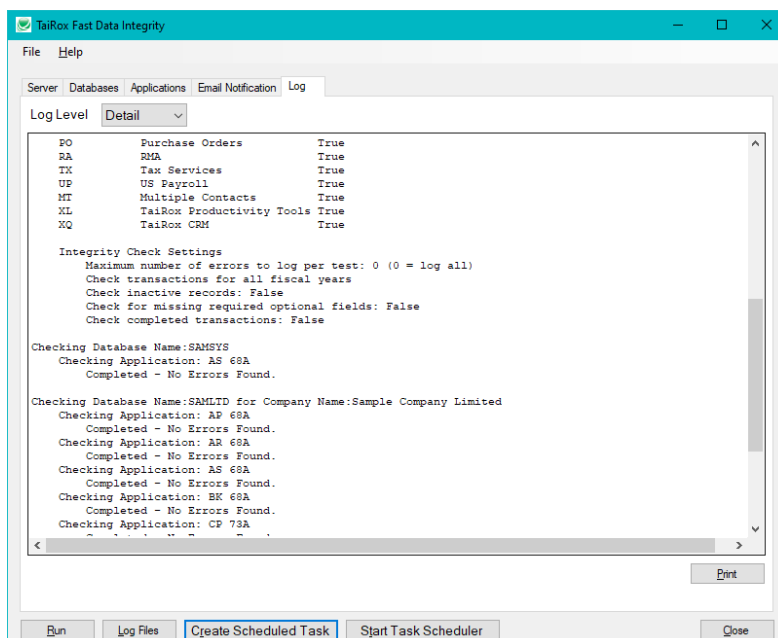 TaiRox Fast Data Integrity
File Help
Server Databases Applications Email Notification Log
Log Level Detail
PO Purchase Orders True
RA RMA True
TX Tax Services True
UP US Payroll True
MT Multiple Contacts True
XL TaiRox Productivity Tools True
XQ TaiRox CRM True
Integrity Check Settings
Maximum number of errors to log per test: 0 (0 = log all)
Check transactions for all fiscal years
Check inactive records: False
Check for missing required optional fields: False
Check completed transactions: False
Checking Database Name:SAMSYS
Checking Application: AS 68A
Completed - No Errors Found.
Checking Database Name:SAMLTD for Company Name:Sample Company Limited
Checking Application: AP 68A
Completed - No Errors Found.
Checking Application: AR 68A
Completed - No Errors Found.
Checking Application: AS 68A
Completed - No Errors Found.
Checking Application: BK 68A
Completed - No Errors Found.
Checking Application: CP 73A
Print
Run Log Files Create Scheduled Task Start Task Scheduler Close